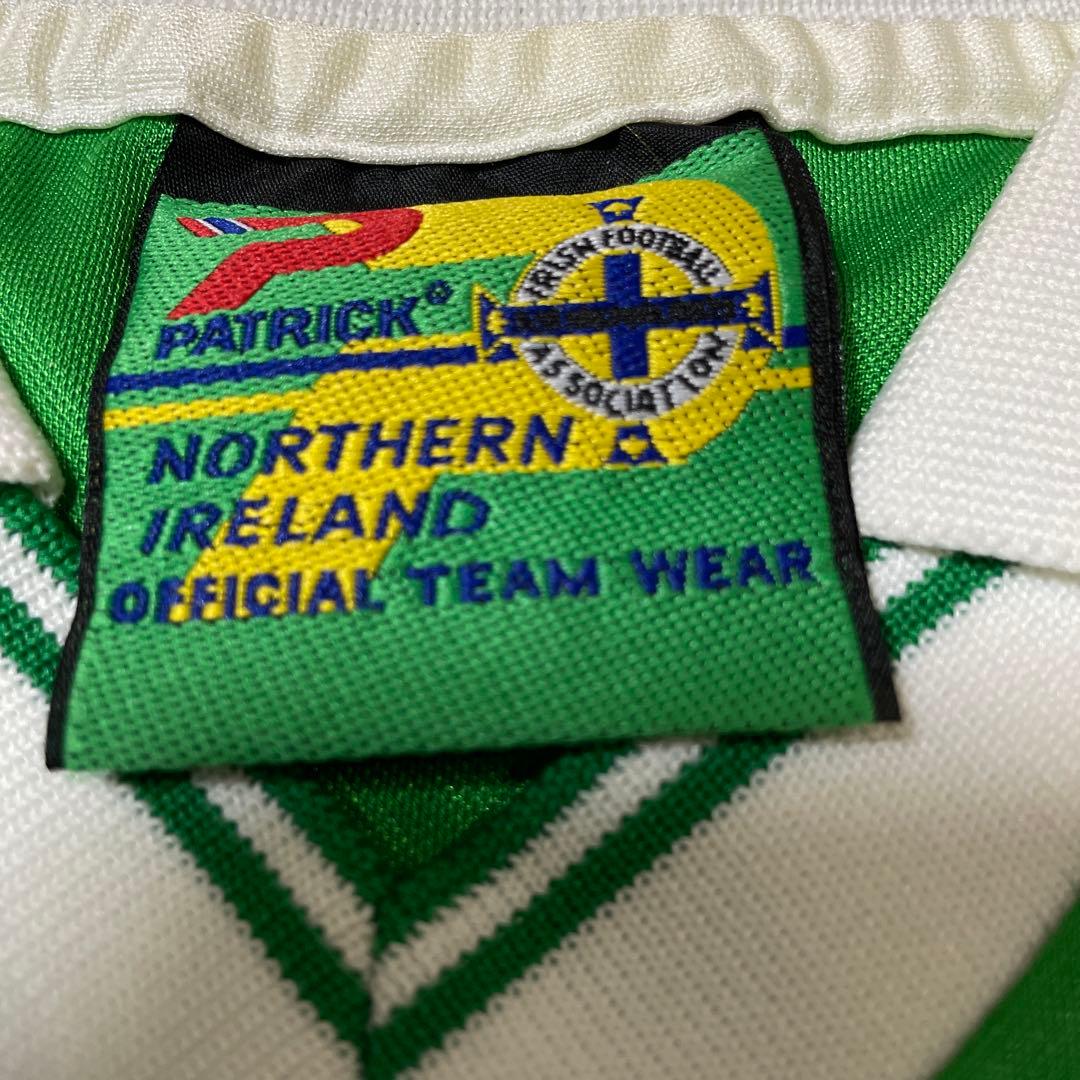 PATRICK®
IRISH FOOTBALL
ASSOCIATION
NORTHERN
IRELAND
OFFICIAL TEAM WEAR